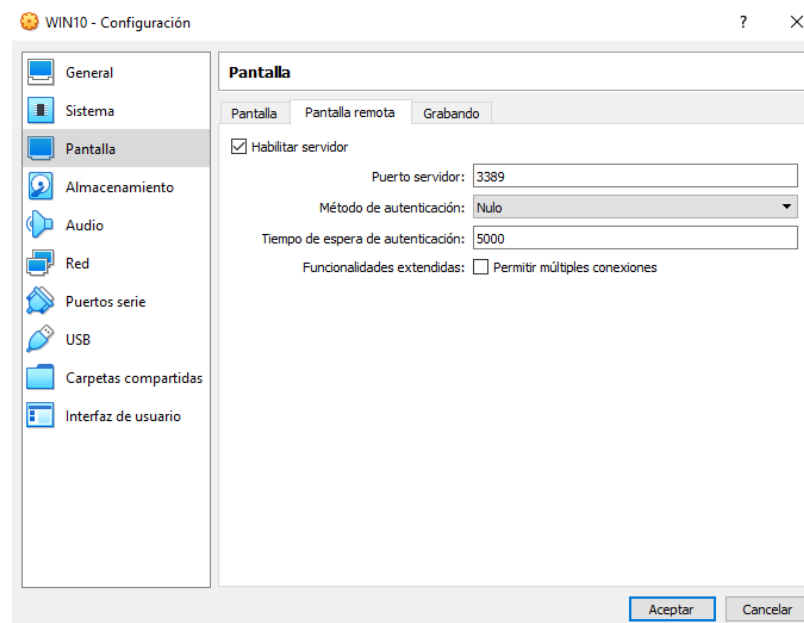 WIN10 - Configuración ?
General
Sistema
Pantalla
Almacenamiento
Audio
Red
Puertos serie
USB
Carpetas compartidas
Interfaz de usuario
Pantalla
Pantalla Pantalla remota Grabando
Habilitar servidor
Puerto servidor: 3389
Método de autenticación: Nulo
Tiempo de espera de autenticación: 5000
Funcionalidades extendidas: Permitir múltiples conexiones
Aceptar Cancelar